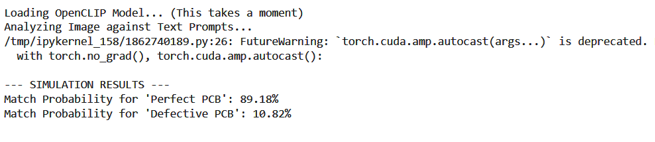 Loading OpenCLIP Model... (This takes a moment)
Analyzing Image against Text Prompts...
/tmp/ipykernel_158/1862740189.py:26: FutureWarning: `torch.cuda.amp.autocast(args...)` is deprecated.
  with torch.no_grad(), torch.cuda.amp.autocast():
--- SIMULATION RESULTS ---
Match Probability for 'Perfect PCB': 89.18%
Match Probability for 'Defective PCB': 10.82%